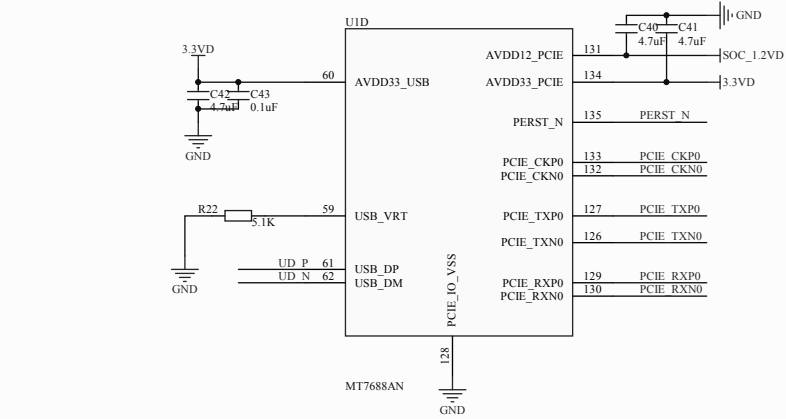 U1D
GND
C40 C41
4.7uF 4.7uF
3.3VD
AVDD12_PCIE 131 SOC_1.2VD
60 AVDD33_USB AVDD33_PCIE 134 3.3VD
C42 C43
4.7uF 0.1uF
PERST_N 135 PERST_N
GND
PCIE_CKP0 133 PCIE_CKP0
PCIE_CKN0 132 PCIE_CKN0
R22 59 USB_VRT PCIE_TXP0 127 PCIE_TXP0
5.1K
PCIE_TXN0 126 PCIE_TXN0
UD_P 61 USB_DP
UD_N 62 USB_DM
GND
PCIE_IO_VSS
PCIE_RXP0 129 PCIE_RXP0
PCIE_RXN0 130 PCIE_RXN0
128
MT7688AN
GND